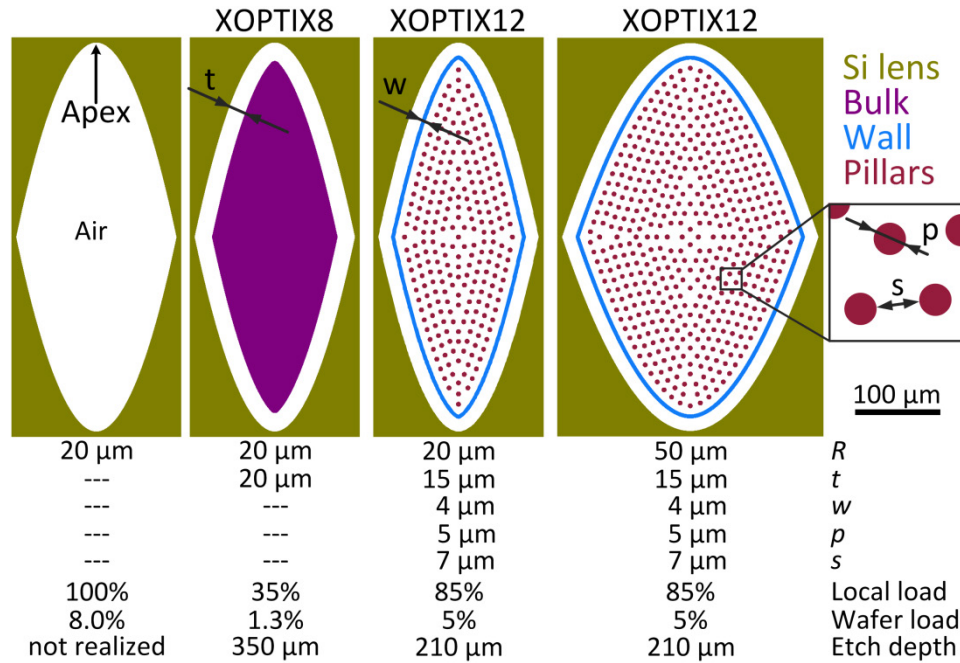 XOPTIX8 XOPTIX12 XOPTIX12
Apex
Air
t
w
Si lens
Bulk
Wall
Pillars
p
s
100 µm
20 µm 20 µm 20 µm 50 µm R
--- 20 µm 15 µm 15 µm t
--- --- 4 µm 4 µm w
--- --- 5 µm 5 µm p
--- --- 7 µm 7 µm s
100% 35% 85% 85% Local load
8.0% 1.3% 5% 5% Wafer load
not realized 350 µm 210 µm 210 µm Etch depth